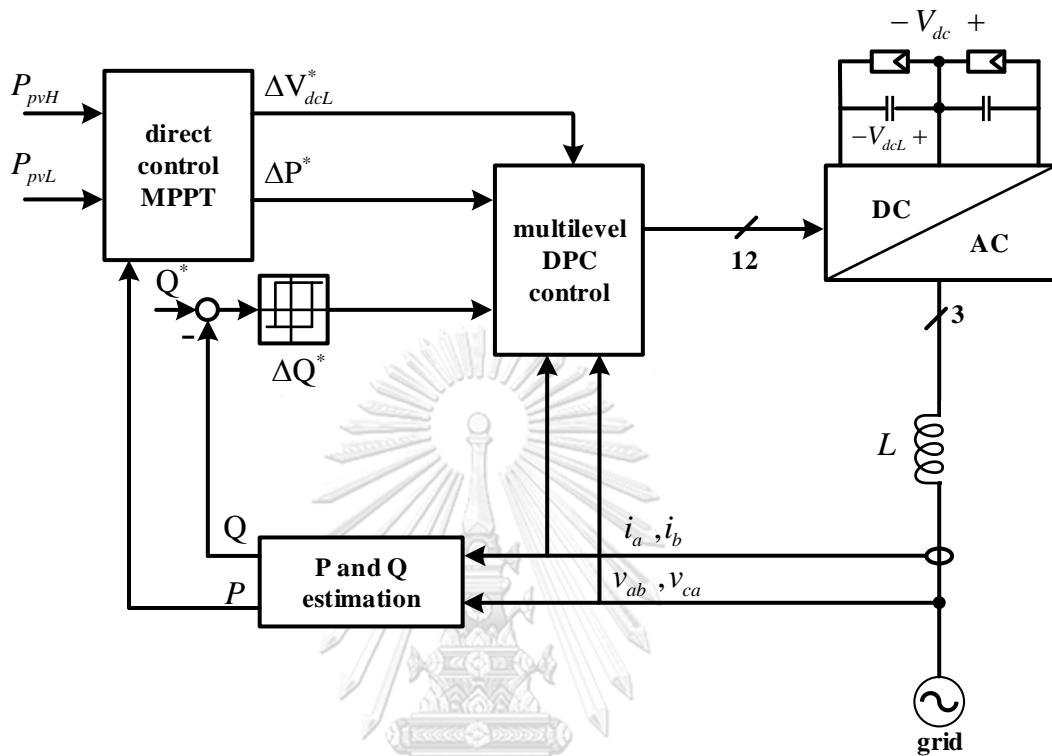 − V_dc +
P_pvH
ΔV*_dcL
direct
control
MPPT
−V_dcL +
P_pvL
ΔP*
DC
AC
multilevel
DPC
control
12
Q*
-
3
ΔQ*
L
Q
i_a , i_b
P and Q
estimation
P
v_ab , v_ca
grid